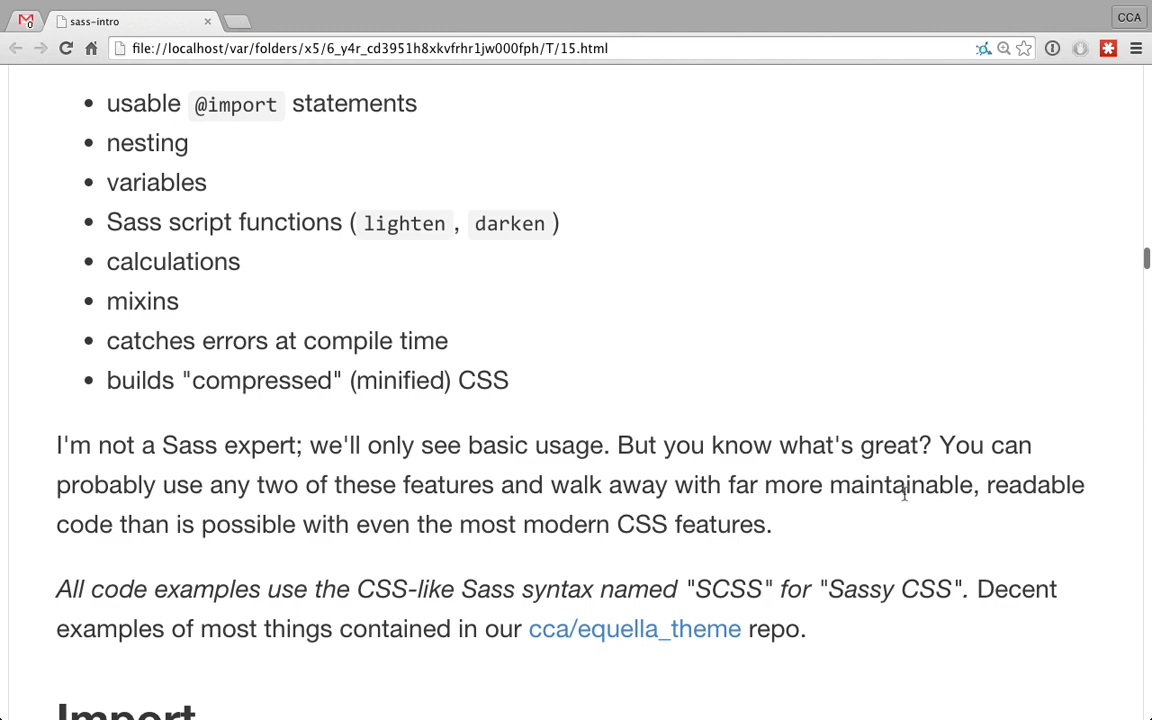 sass-intro
CCA
0
file://localhost/var/folders/x5/6_y4r_cd3951h8xkvfrhr1jw000fph/T/15.html
• usable @import statements
• nesting
• variables
• Sass script functions ( lighten , darken )
• calculations
• mixins
• catches errors at compile time
• builds "compressed" (minified) CSS
I'm not a Sass expert; we'll only see basic usage. But you know what's great? You can
probably use any two of these features and walk away with far more maintainable, readable
code than is possible with even the most modern CSS features.
All code examples use the CSS-like Sass syntax named "SCSS" for "Sassy CSS". Decent
examples of most things contained in our cca/equella_theme repo.
Import